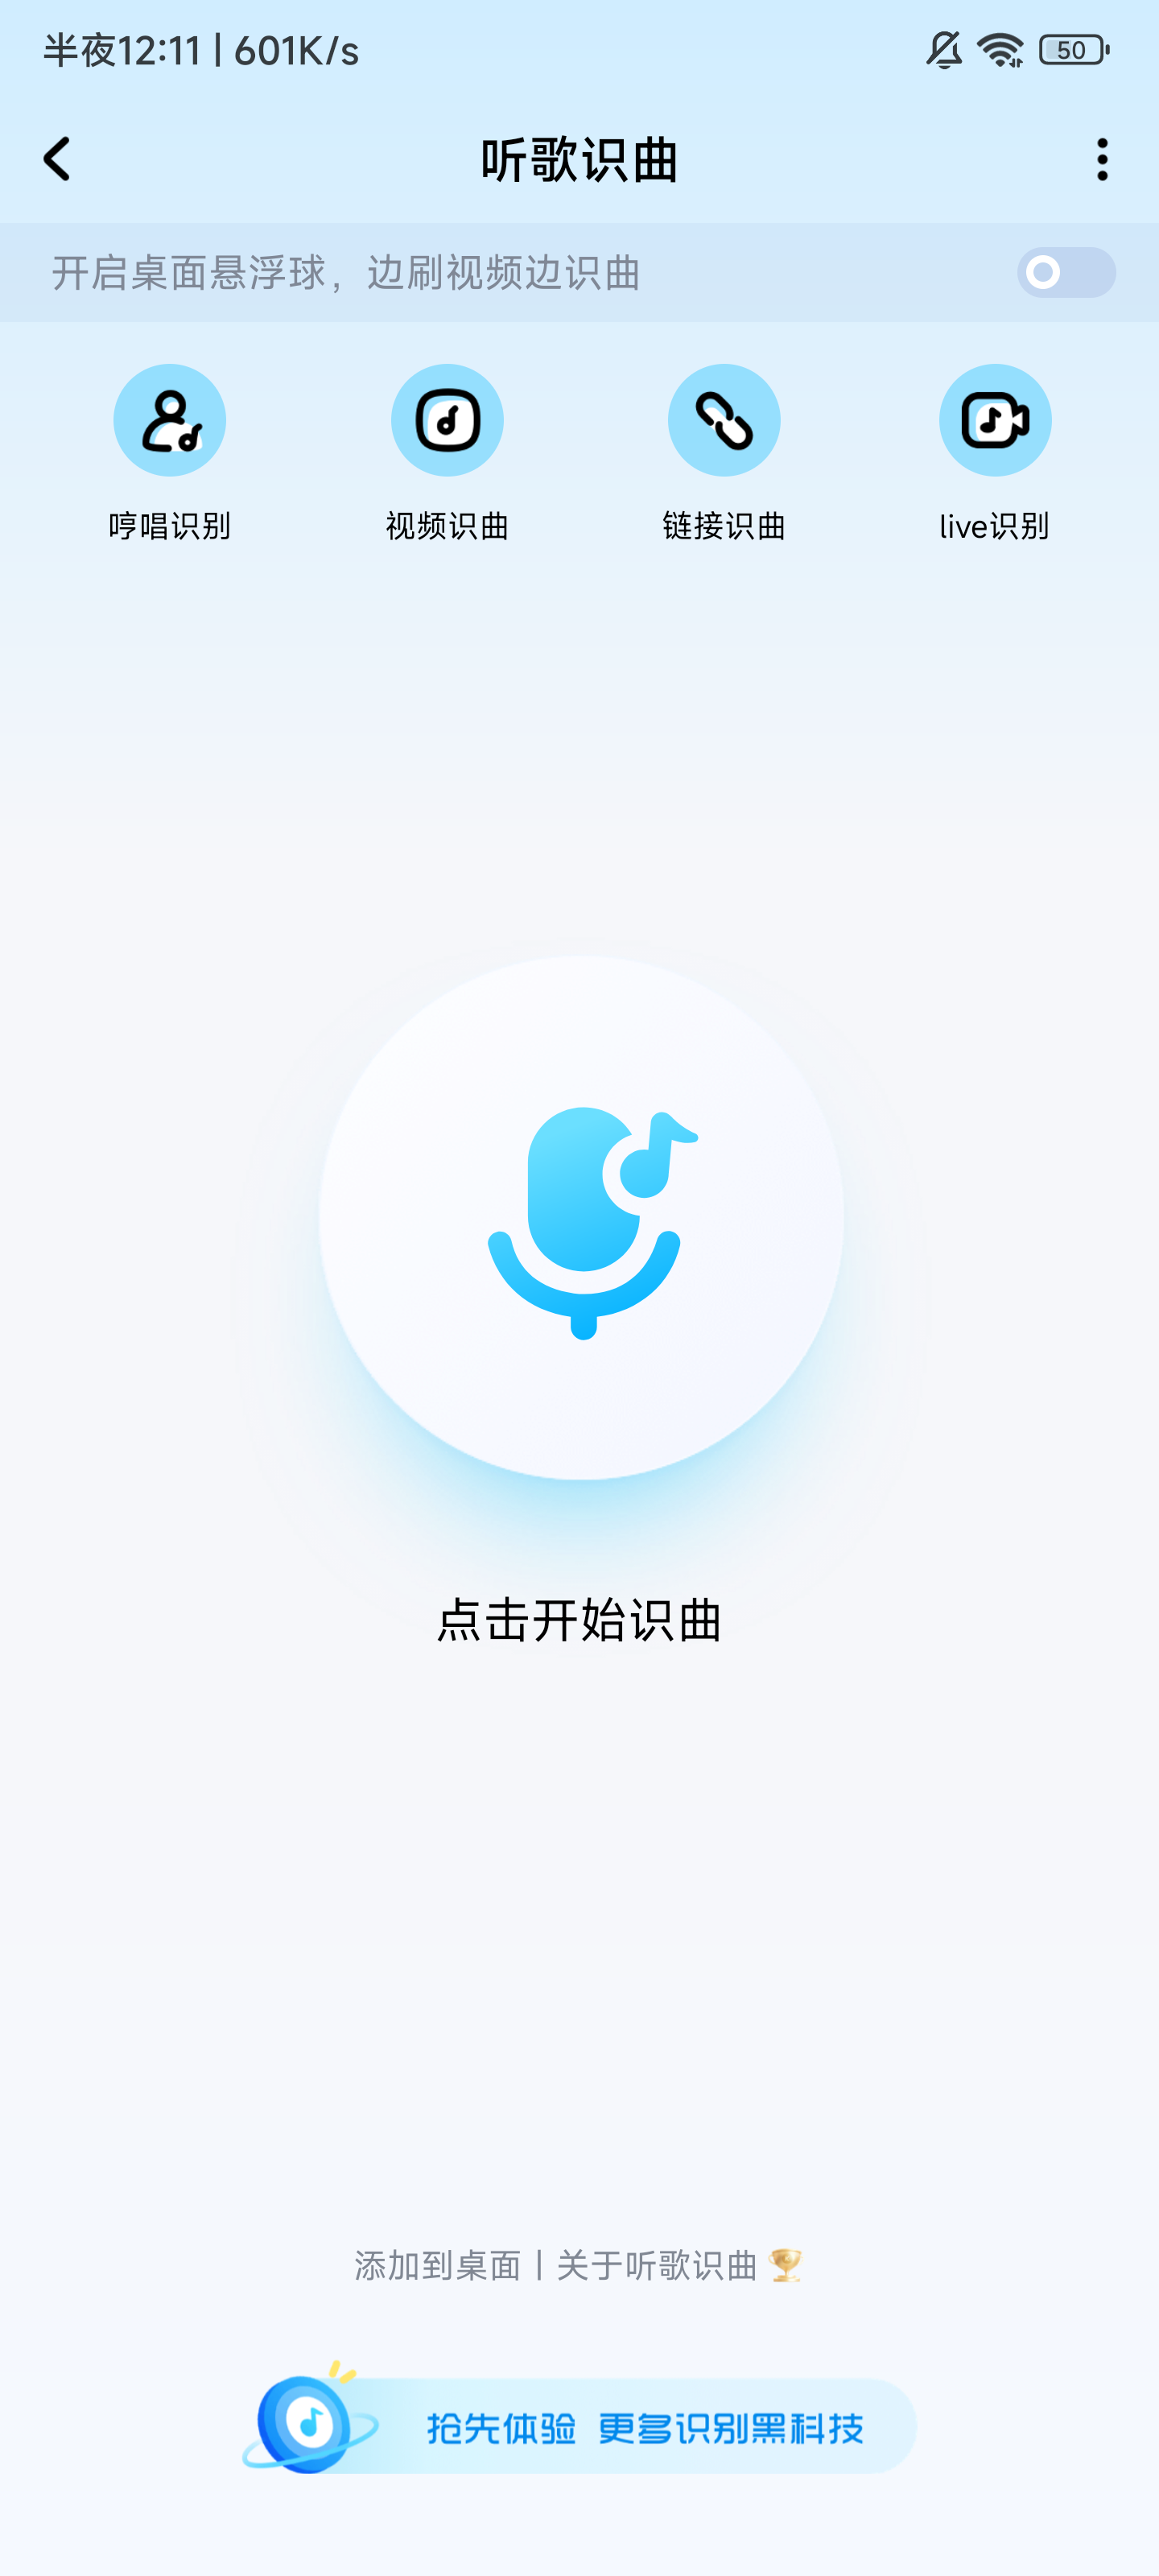 半夜12:11 | 601K/s
50
听歌识曲
开启桌面悬浮球，边刷视频边识曲
哼唱识别
视频识曲
链接识曲
live识别
点击开始识曲
添加到桌面 | 关于听歌识曲
抢先体验 更多识别黑科技